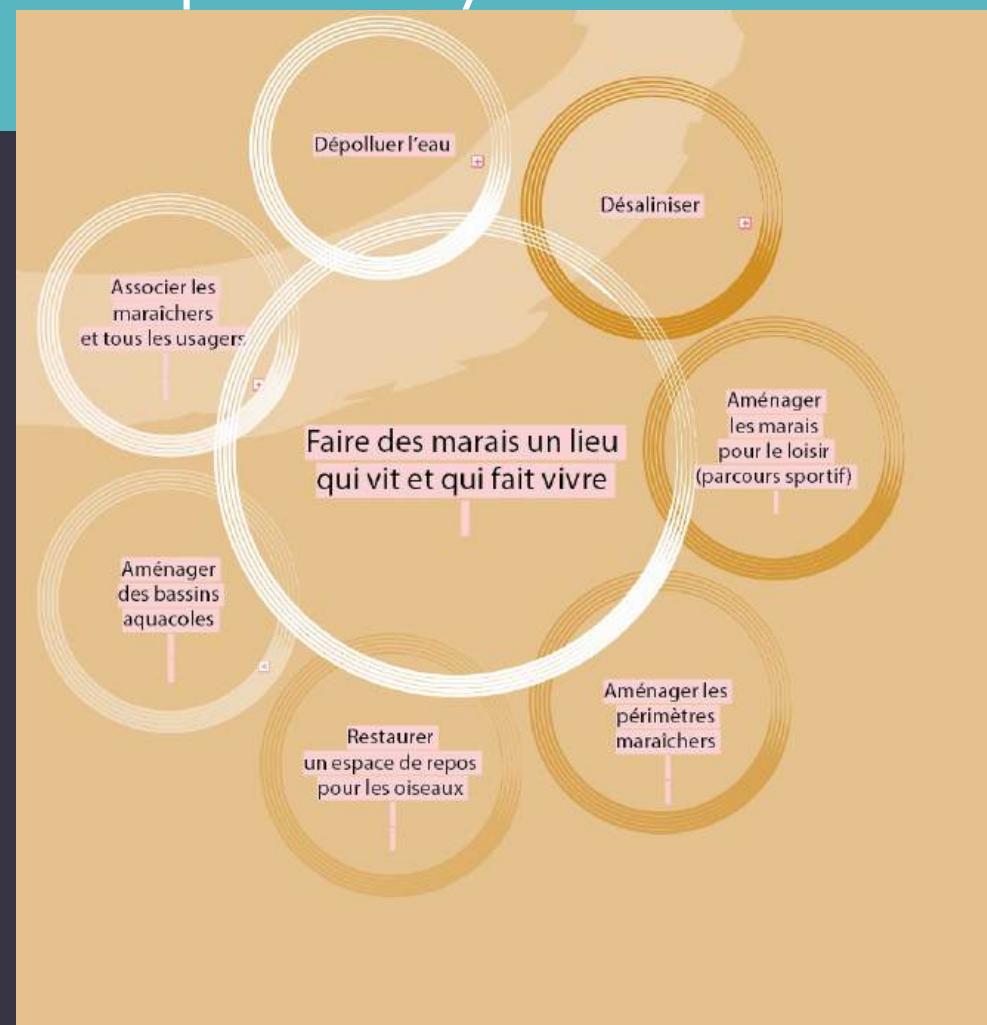 Dépolluer l'eau
Désaliniser
Associer les
maraîchers
et tous les usagers
Aménager
les marais
pour le loisir
(parcours sportif)
Faire des marais un lieu
qui vit et qui fait vivre
Aménager
des bassins
aquacoles
Aménager les
périmètres
maraîchers
Restaurer
un espace de repos
pour les oiseaux